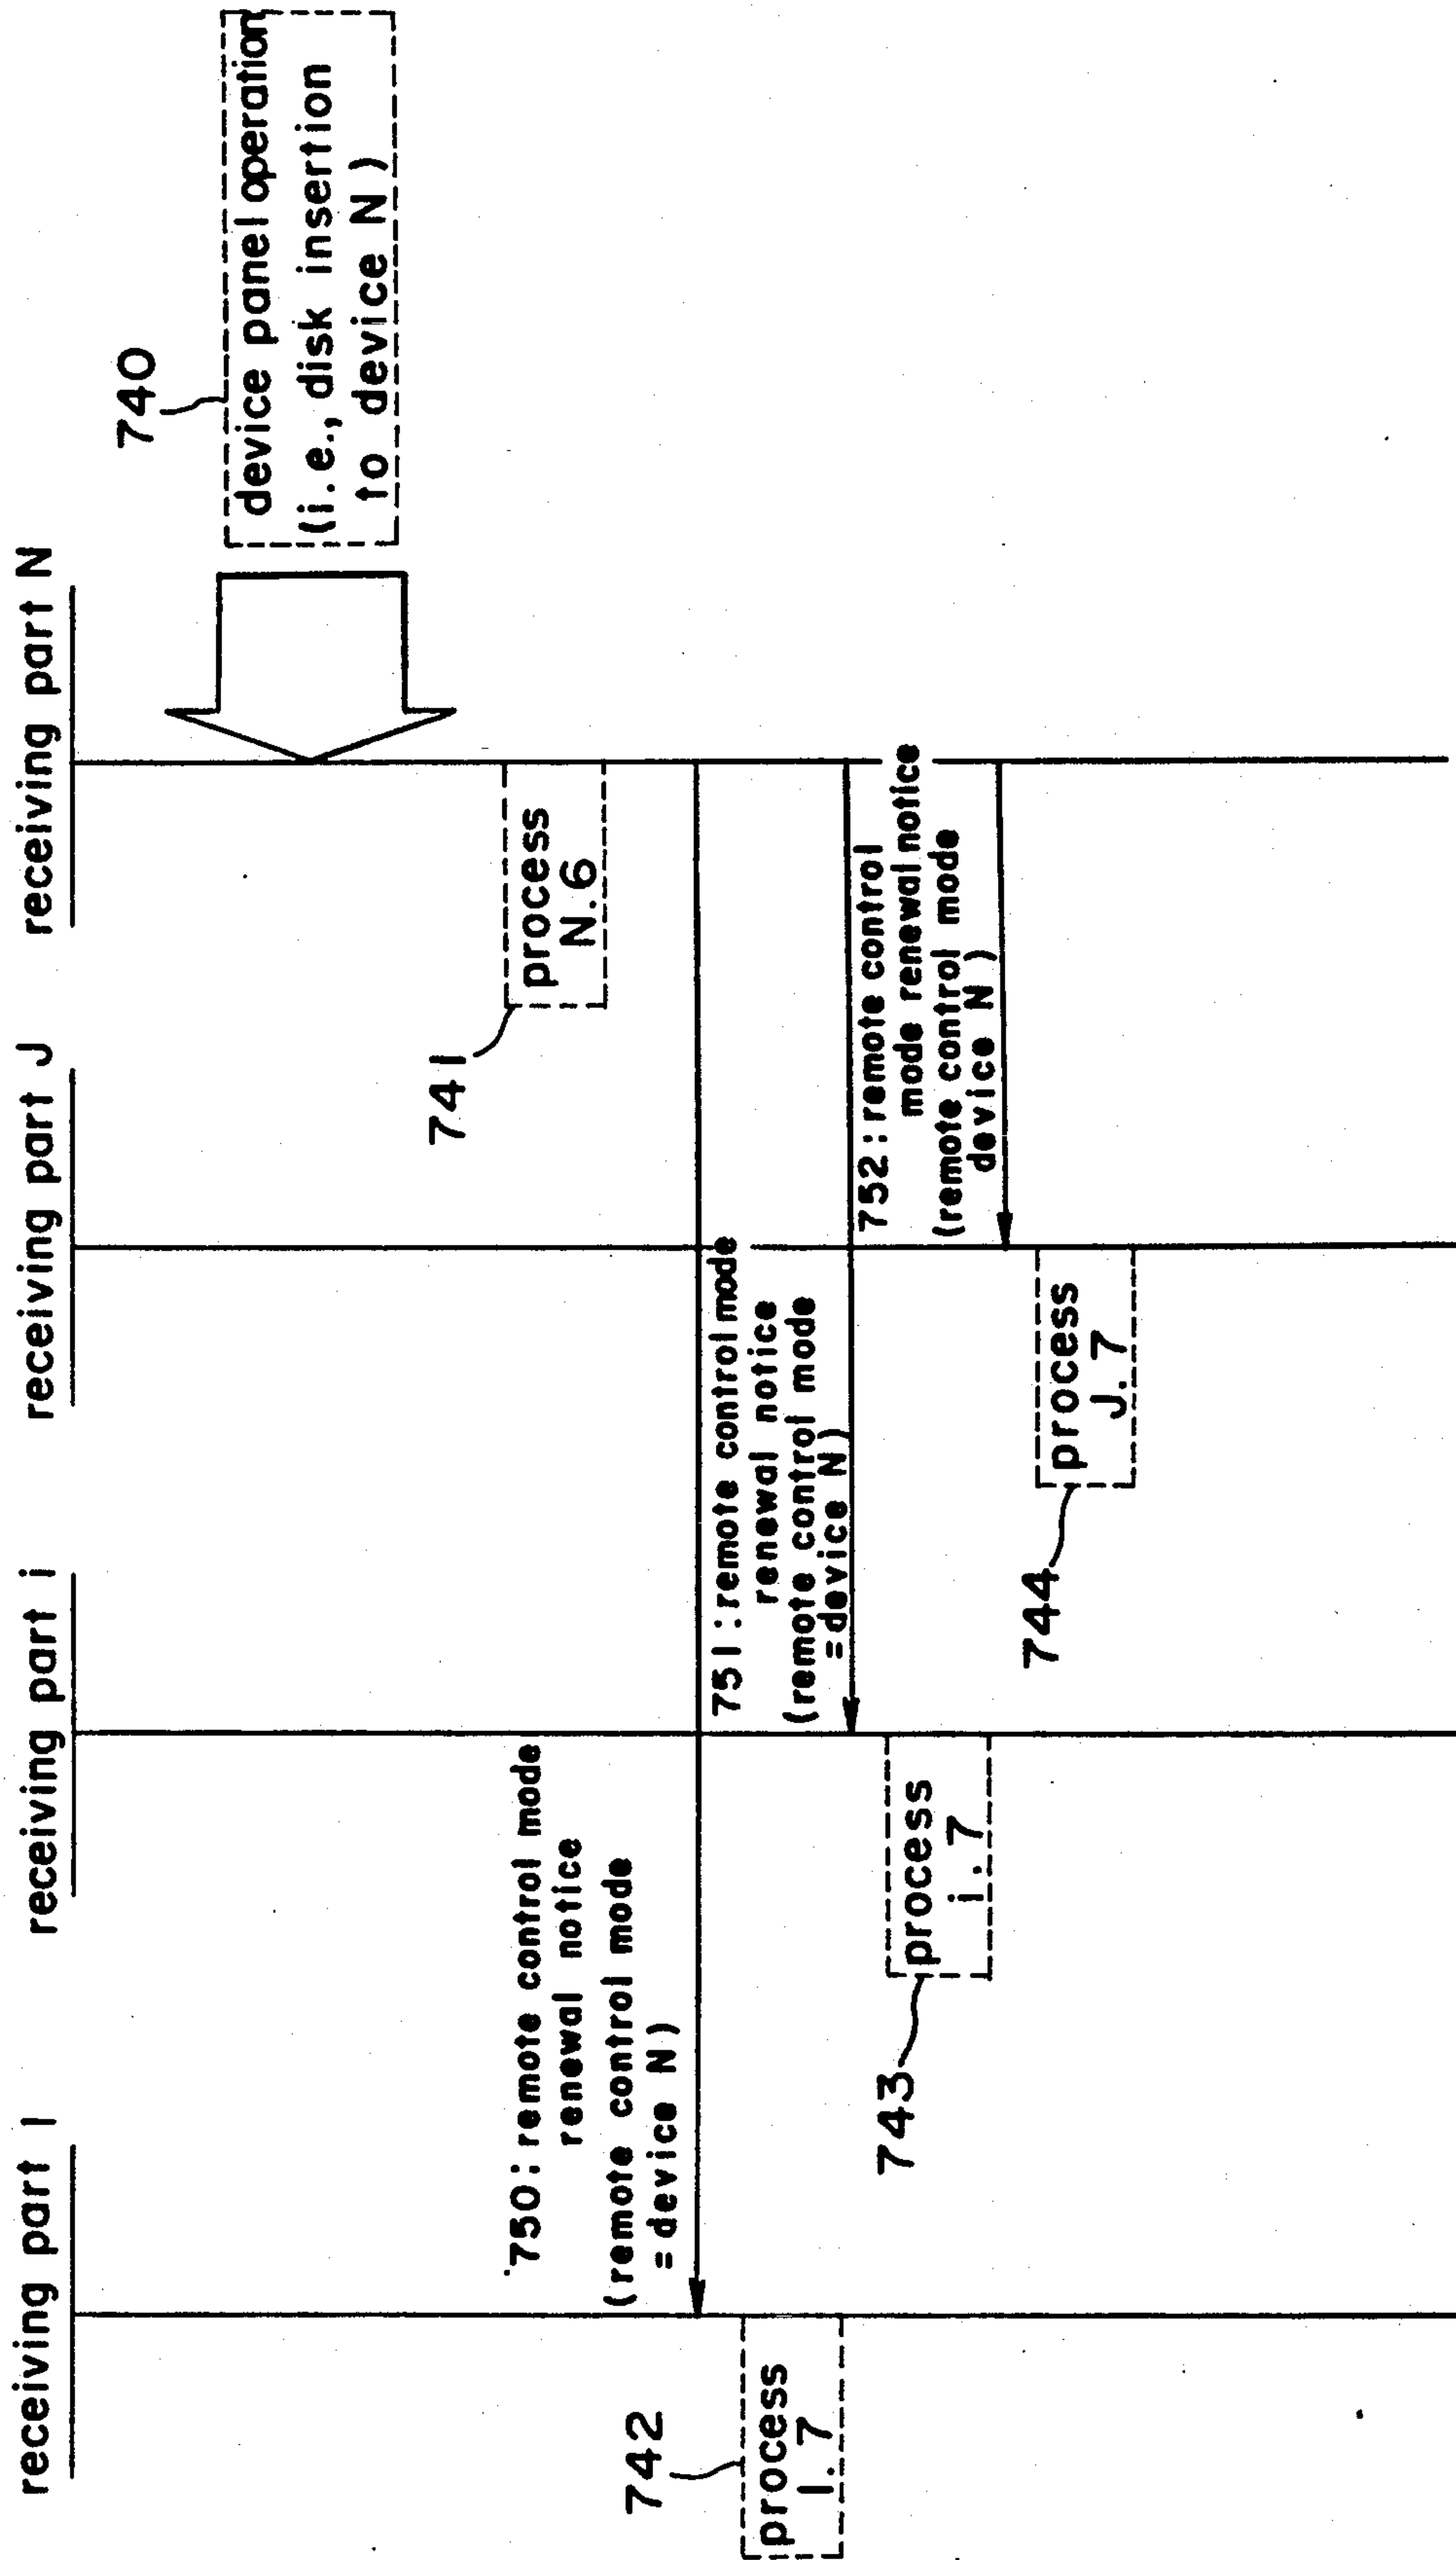 receiving part 1
receiving part i
receiving part J
receiving part N
740
device panel operation
(i.e., disk insertion
to device N )
741
process
N.6
750: remote control mode
renewal notice
(remote control mode
=device N)
742
process
1.7
751: remote control mode
renewal notice
(remote control mode
=device N)
743
process
i.7
752: remote control
mode renewal notice
(remote control mode
device N )
744
process
J.7